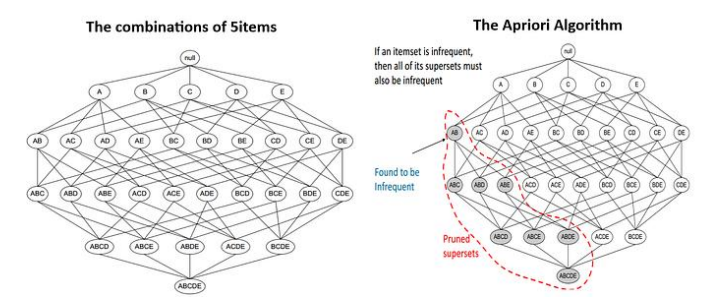 The combinations of 5items
null
A B C D E
AB AC AD AE BC BD BE CD CE DE
ABC ABD ABE ACD ACE ADE BCD BCE BDE CDE
ABCD ABCE ABDE ACDE BCDE
ABCDE
The Apriori Algorithm
If an itemset is infrequent,
then all of its supersets must
also be infrequent
null
A B C D E
AB AC AD AE BC BD BE CD CE DE
Found to be
Infrequent
ABC ABD ABE ACD ACE ADE BCD BCE BDE CDE
Pruned
supersets
ABCD ABCE ABDE ACDE BCDE
ABCDE